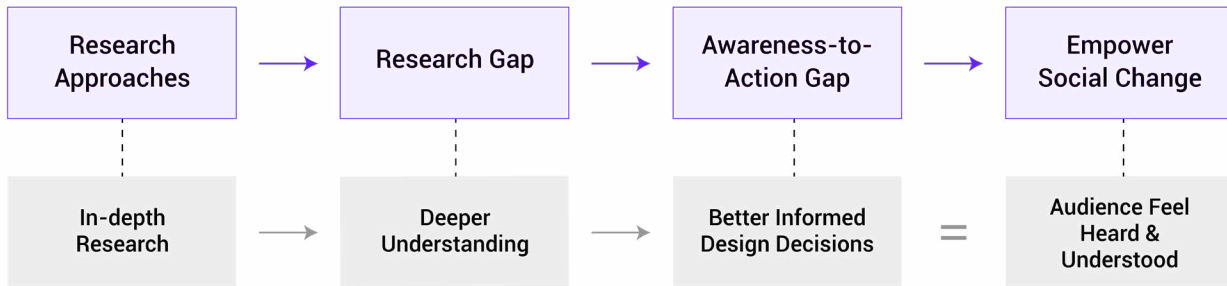 Research
Approaches
Research Gap
Awareness-to-
Action Gap
Empower
Social Change
In-depth
Research
Deeper
Understanding
Better Informed
Design Decisions
=
Audience Feel
Heard &
Understood